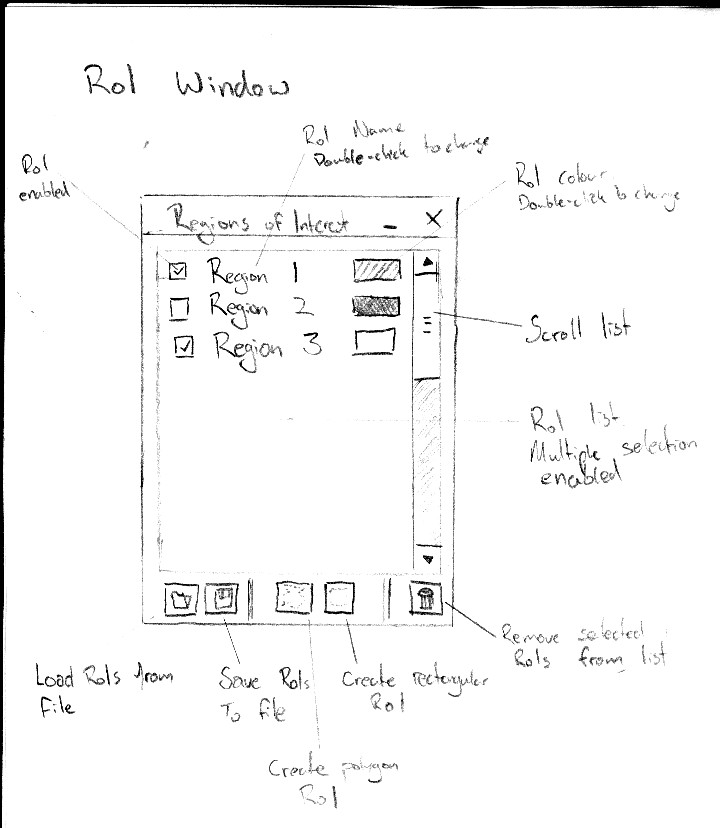 RoI Window
RoI Name
Double-click to change
RoI
enabled
RoI colour
Double-click to change
Regions of Interest
Region 1
Region 2
Region 3
Scroll list
RoI list
Multiple selection
enabled
Remove selected
RoIs from list
Load RoIs from
File
Save RoIs
To file
Create rectangular
RoI
Create polygon
RoI